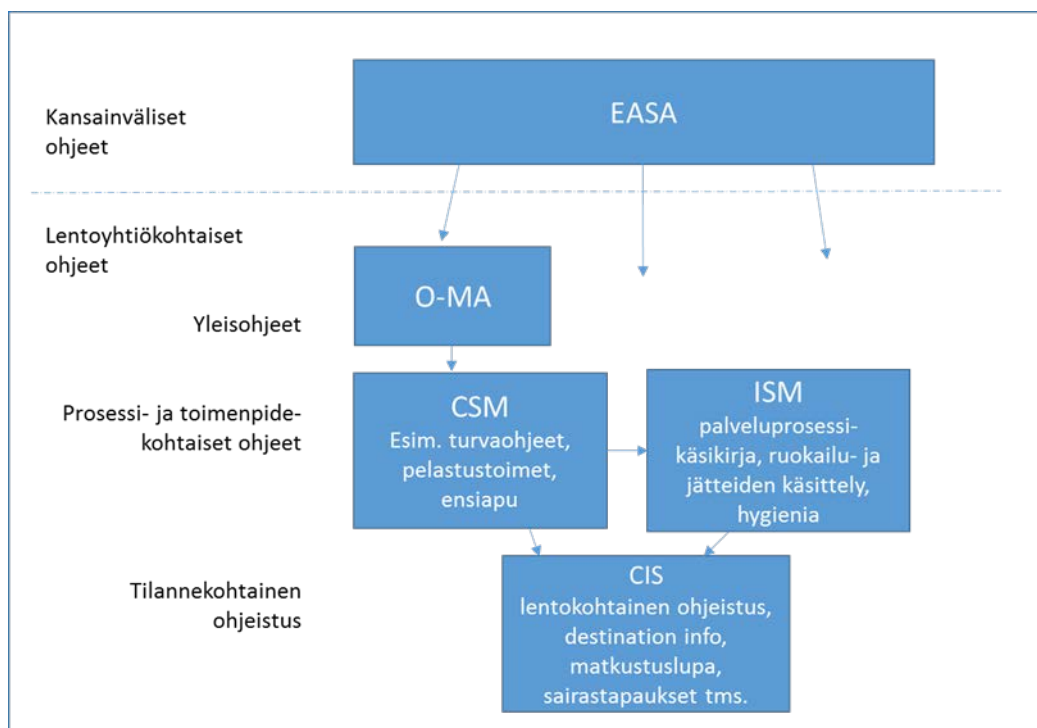 Kansainväliset
ohjeet
EASA
Lentoyhtiökohtaiset
ohjeet
O-MA
Yleisohjeet
Prosessi- ja toimenpide-
kohtaiset ohjeet
CSM
Esim. turvaohjeet,
pelastustoimet,
ensiapu
ISM
palveluprosessi-
käsikirja, ruokailu- ja
jätteiden käsittely,
hygienia
Tilannekohtainen
ohjeistus
CIS
lentokohtainen ohjeistus,
destination info,
matkustuslupa,
sairastapaukset tms.